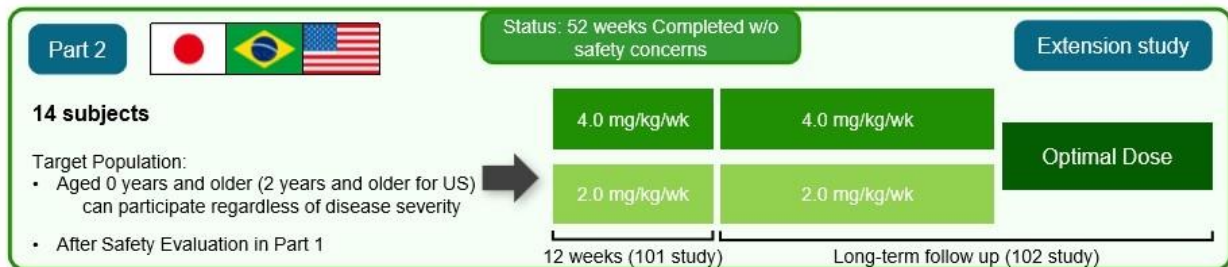 Part 2
Status: 52 weeks Completed w/o
safety concerns
Extension study
14 subjects
Target Population:
• Aged 0 years and older (2 years and older for US)
can participate regardless of disease severity
• After Safety Evaluation in Part 1
4.0 mg/kg/wk
4.0 mg/kg/wk
2.0 mg/kg/wk
2.0 mg/kg/wk
Optimal Dose
12 weeks (101 study)
Long-term follow up (102 study)